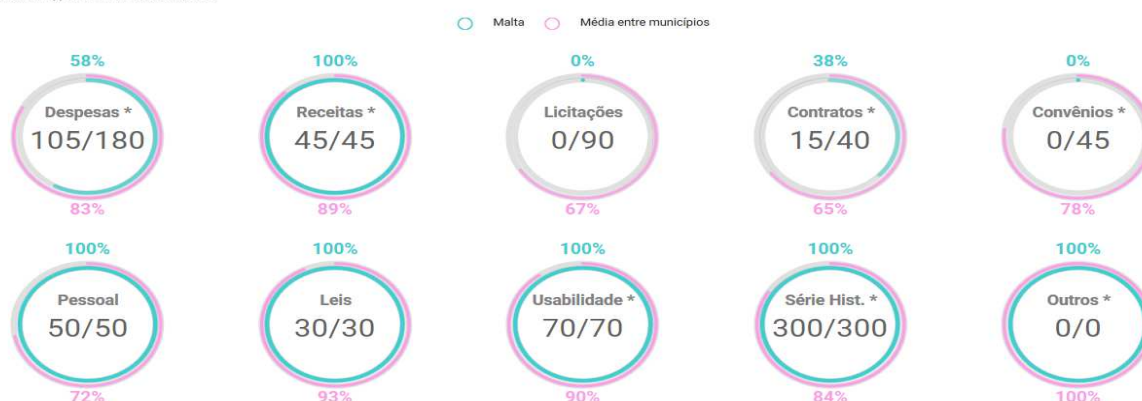 Malta Média entre municípios
58% 100% 0% 38% 0%
Despesas * Receitas * Licitações Contratos * Convênios *
105/180 45/45 0/90 15/40 0/45
83% 89% 67% 65% 78%
100% 100% 100% 100% 100%
Pessoal Leis Usabilidade * Série Hist. * Outros *
50/50 30/30 70/70 300/300 0/0
72% 93% 90% 84% 100%